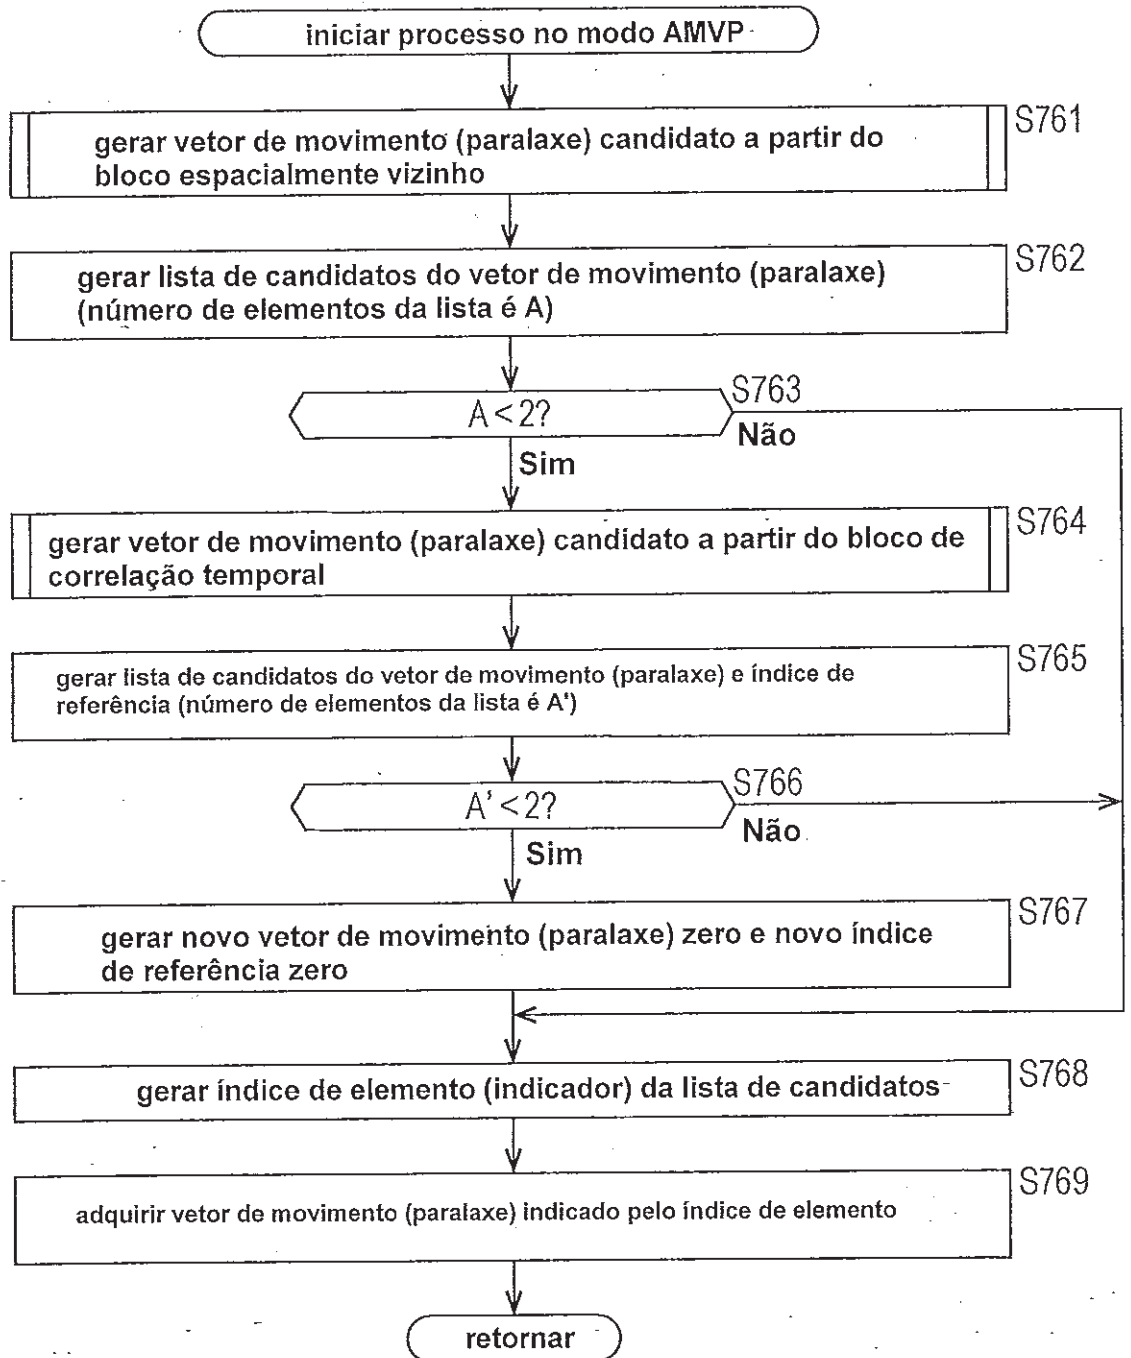 iniciar processo no modo AMVP
S761
gerar vetor de movimento (paralaxe) candidato a partir do
bloco espacialmente vizinho
S762
gerar lista de candidatos do vetor de movimento (paralaxe)
(número de elementos da lista é A)
S763
A<2?
Não
Sim
S764
gerar vetor de movimento (paralaxe) candidato a partir do bloco de
correlação temporal
S765
gerar lista de candidatos do vetor de movimento (paralaxe) e índice de
referência (número de elementos da lista é A')
S766
A'<2?
Não
Sim
S767
gerar novo vetor de movimento (paralaxe) zero e novo índice
de referência zero
S768
gerar índice de elemento (indicador) da lista de candidatos
S769
adquirir vetor de movimento (paralaxe) indicado pelo índice de elemento
retornar